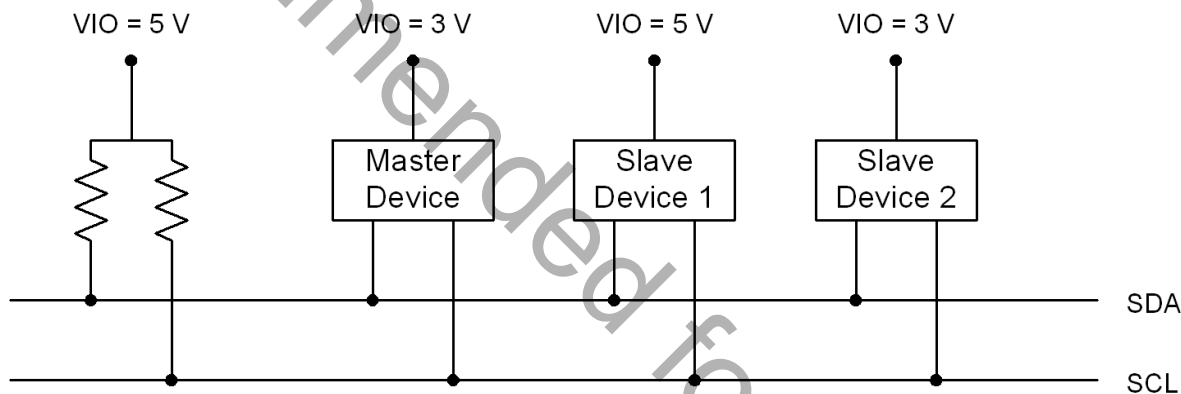 VIO = 5 V
VIO = 3 V
VIO = 5 V
VIO = 3 V
Master
Device
Slave
Device 1
Slave
Device 2
SDA
SCL